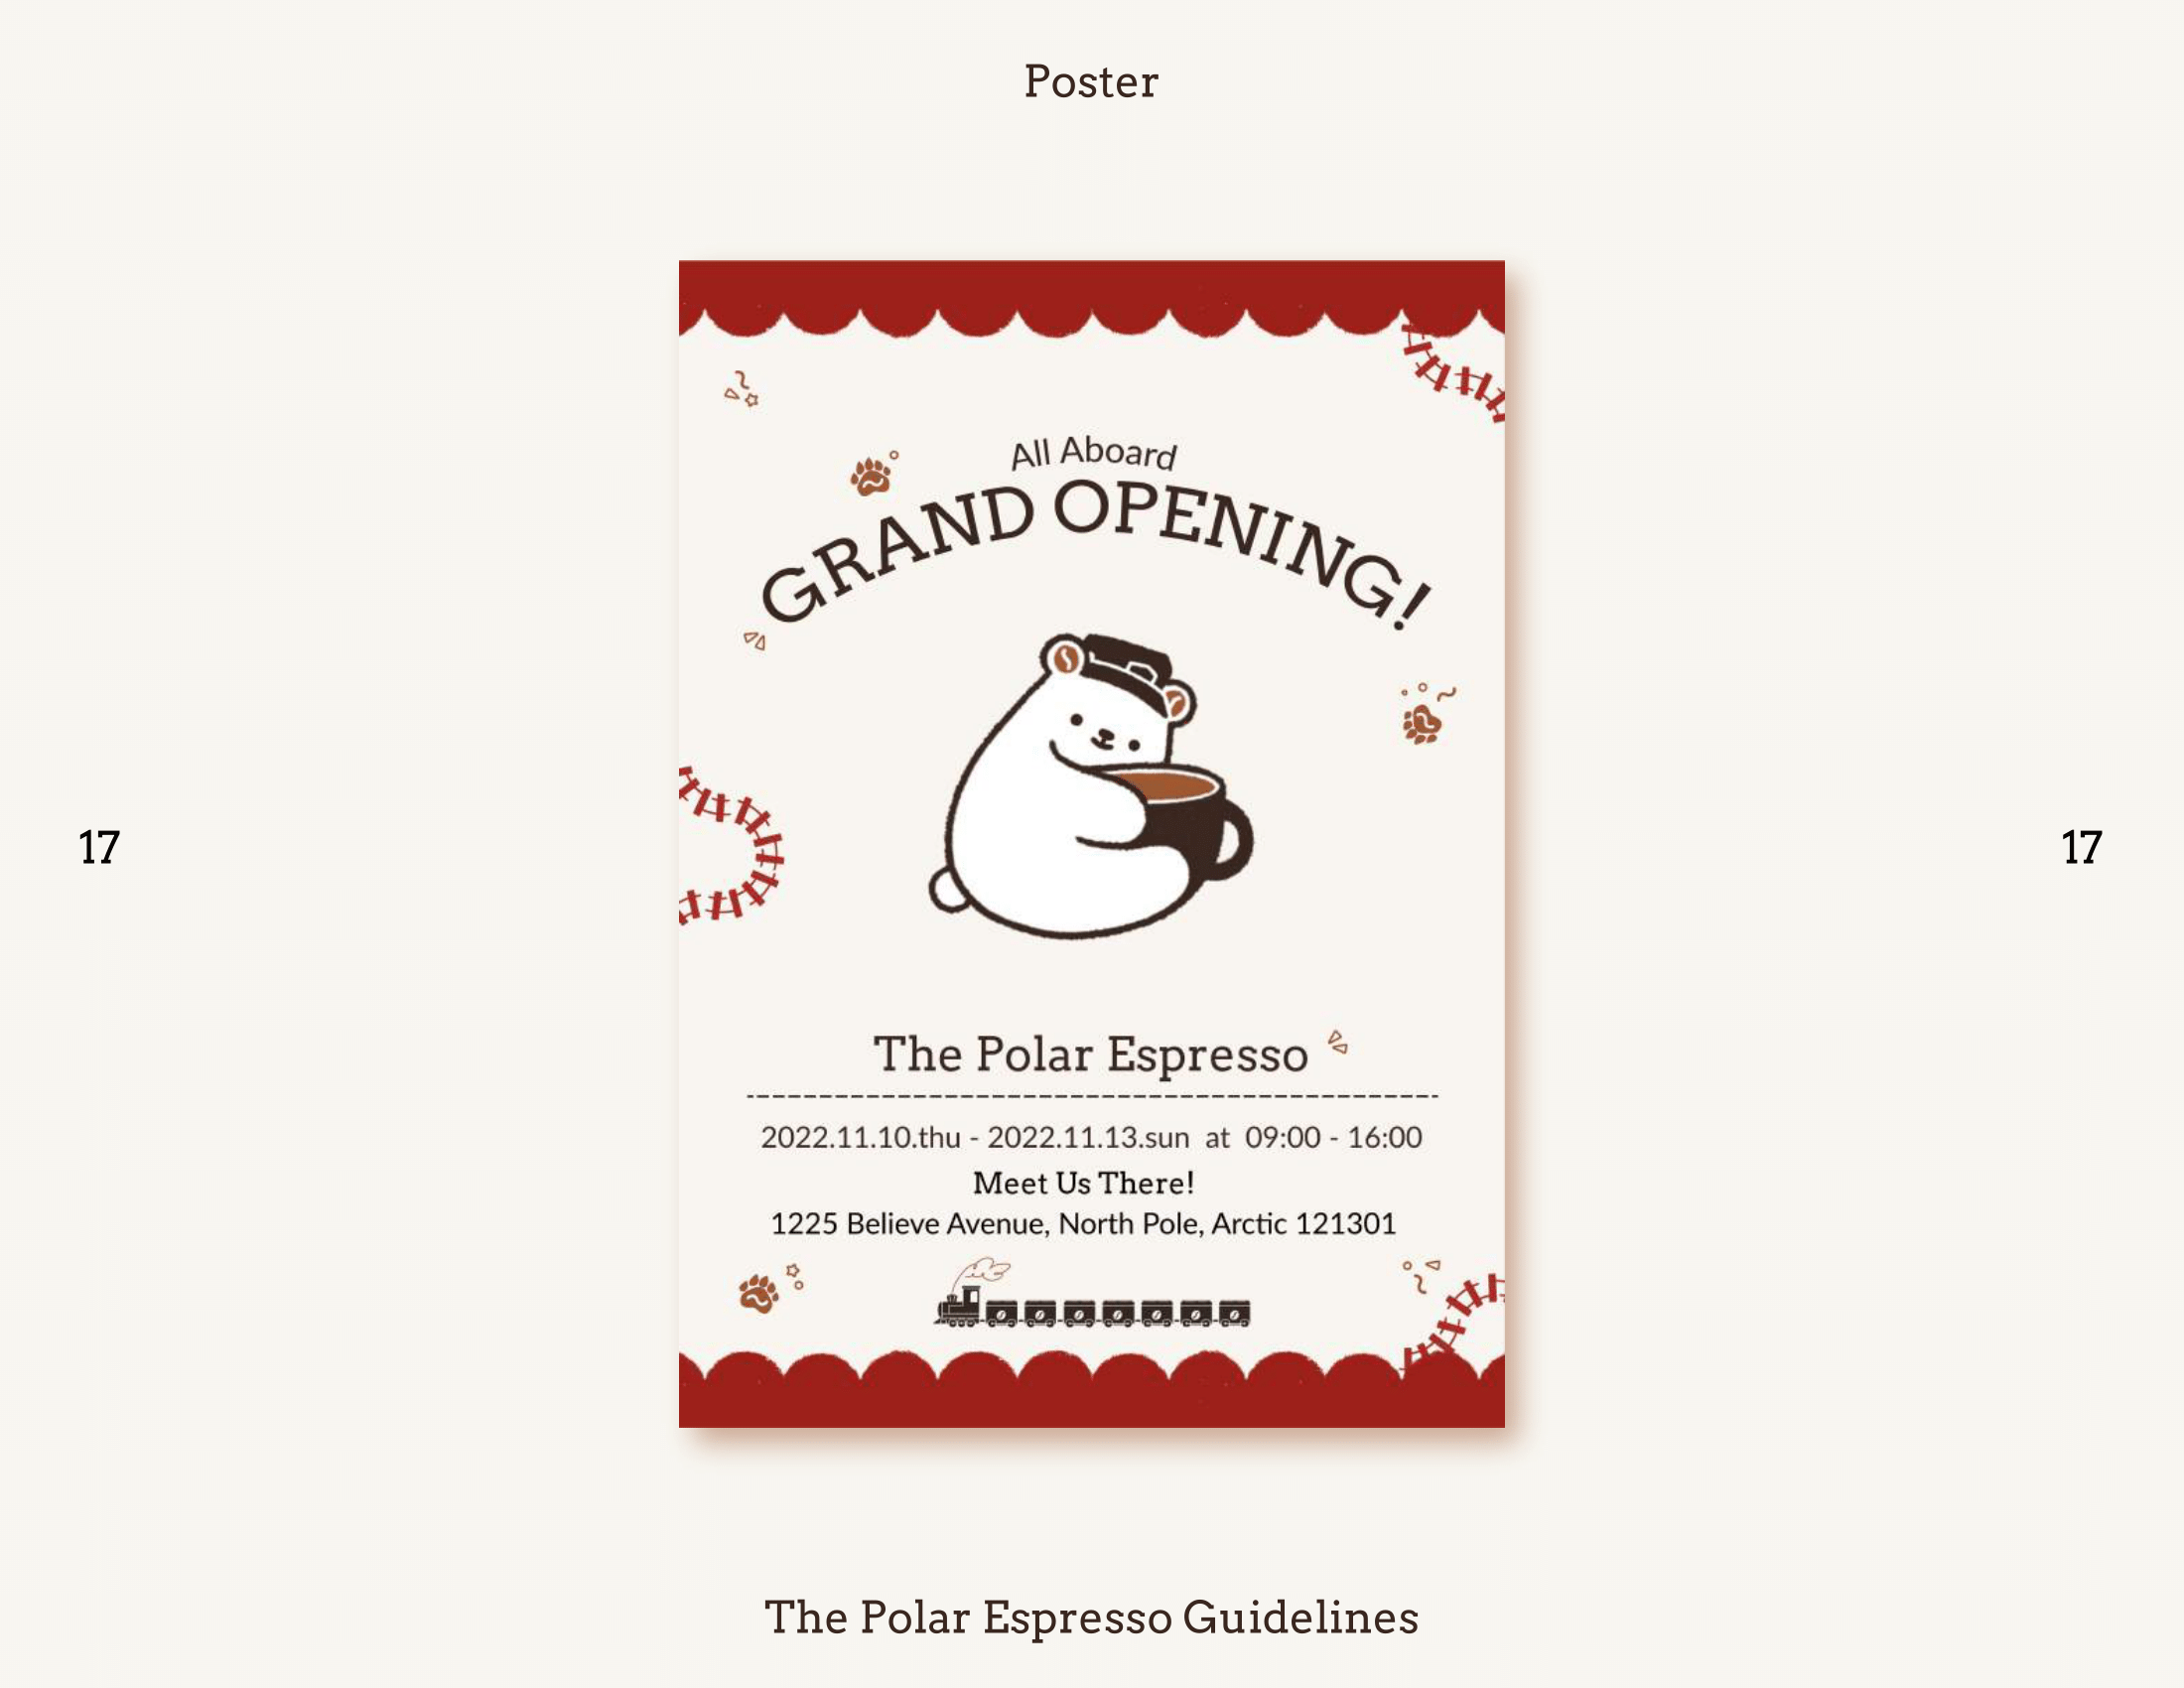 Poster
All Aboard
GRAND OPENING!
17
17
The Polar Espresso
2022.11.10.thu - 2022.11.13.sun at 09:00 - 16:00
Meet Us There!
1225 Believe Avenue, North Pole, Arctic 121301
The Polar Espresso Guidelines